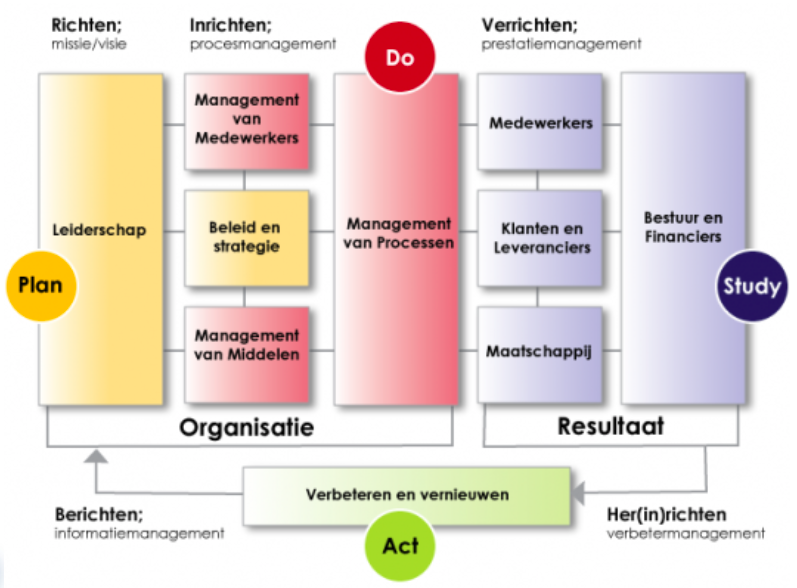 Richten;
missie/visie
Inrichten;
procesmanagement
Verrichten;
prestatiemanagement
Do
Leiderschap
Management
van
Medewerkers
Beleid en
strategie
Management
van Middelen
Management
van Processen
Medewerkers
Klanten en
Leveranciers
Maatschappij
Bestuur en
Financiers
Plan
Study
Organisatie
Resultaat
Verbeteren en vernieuwen
Berichten;
informatiemanagement
Her(in)richten
verbetermanagement
Act